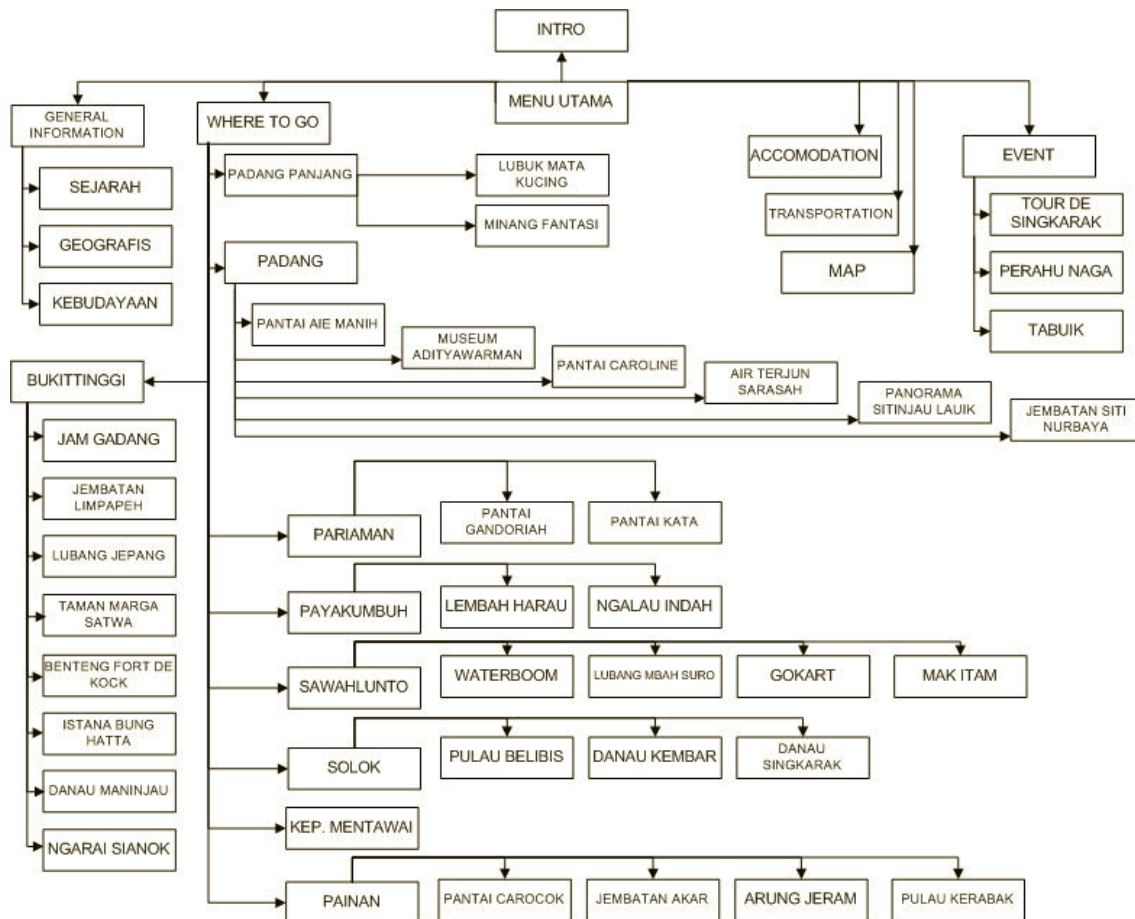 INTRO
MENU UTAMA
GENERAL
INFORMATION
SEJARAH
GEOGRAFIS
KEBUDAYAAN
WHERE TO GO
PADANG PANJANG
LUBUK MATA
KUCING
MINANG FANTASI
PADANG
PANTAI AIE MANIH
MUSEUM
ADITYAWARMAN
PANTAI CAROLINE
AIR TERJUN
SARASAH
PANORAMA
SITINJAU LAUIK
JEMBATAN SITI
NURBAYA
ACCOMODATION
TRANSPORTATION
MAP
EVENT
TOUR DE
SINGKARAK
PERAHU NAGA
TABUIK
BUKITTINGGI
JAM GADANG
JEMBATAN
LIMPAPEH
LUBANG JEPANG
TAMAN MARGA
SATWA
BENTENG FORT DE
KOCK
ISTANA BUNG
HATTA
DANAU MANINJAU
NGARAI SIANOK
PARIAMAN
PANTAI
GANDORIAH
PANTAI KATA
PAYAKUMBUH
LEMBAH HARAU
NGALAU INDAH
SAWAHLUNTO
WATERBOOM
LUBANG MBAH SURO
GOKART
MAK ITAM
SOLOK
PULAU BELIBIS
DANAU KEMBAR
DANAU
SINGKARAK
KEP. MENTAWAI
PAINAN
PANTAI CAROCOK
JEMBATAN AKAR
ARUNG JERAM
PULAU KERABAK